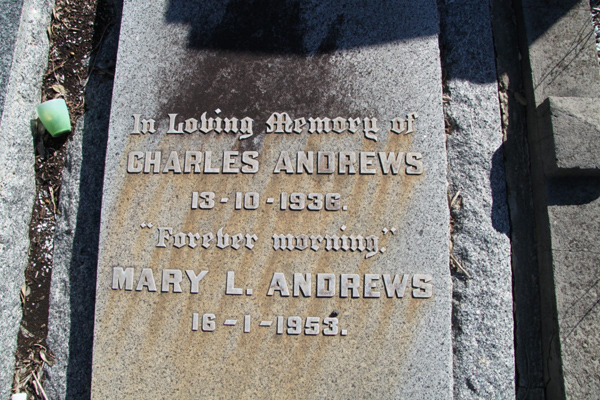 In Loving Memory of
CHARLES ANDREWS
13-10-1936.
"Forever morning."
MARY L. ANDREWS
16-1-1953.